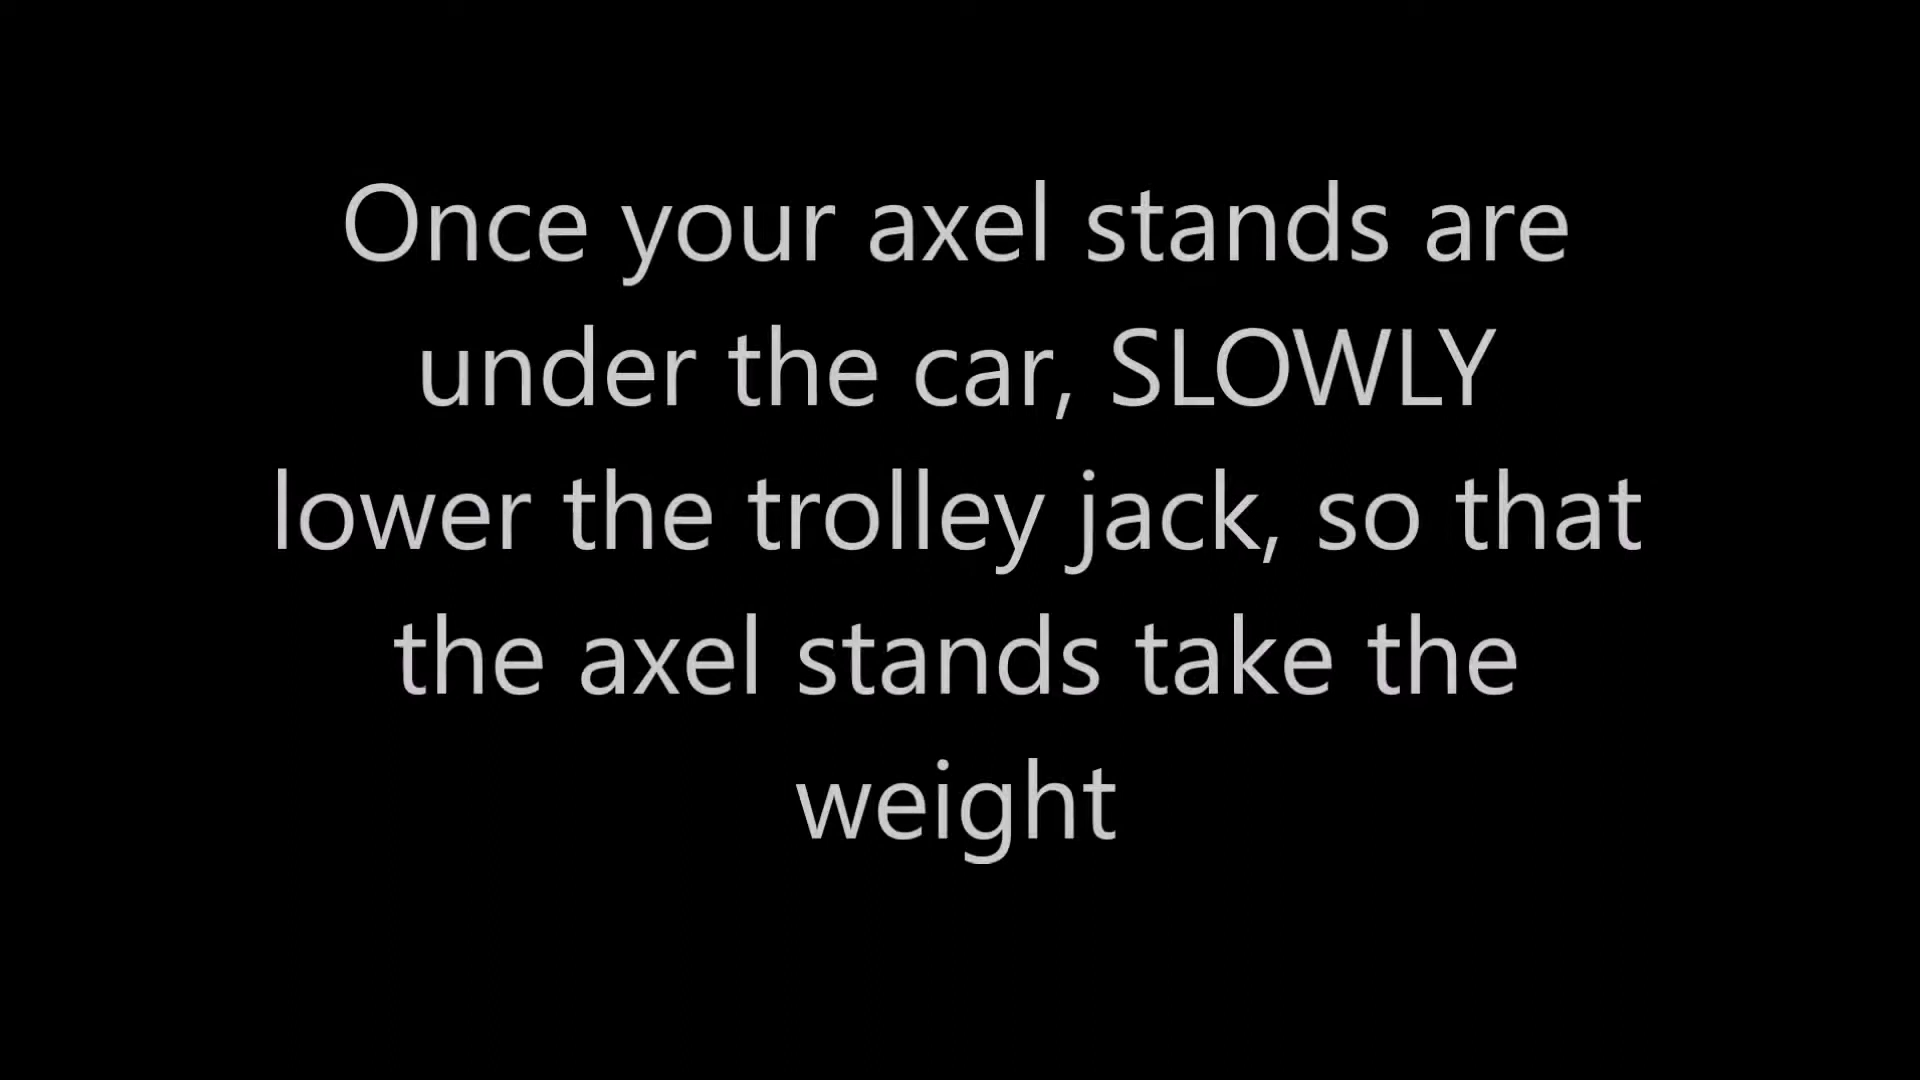 Once your axel stands are
under the car, SLOWLY
lower the trolley jack, so that
the axel stands take the
weight